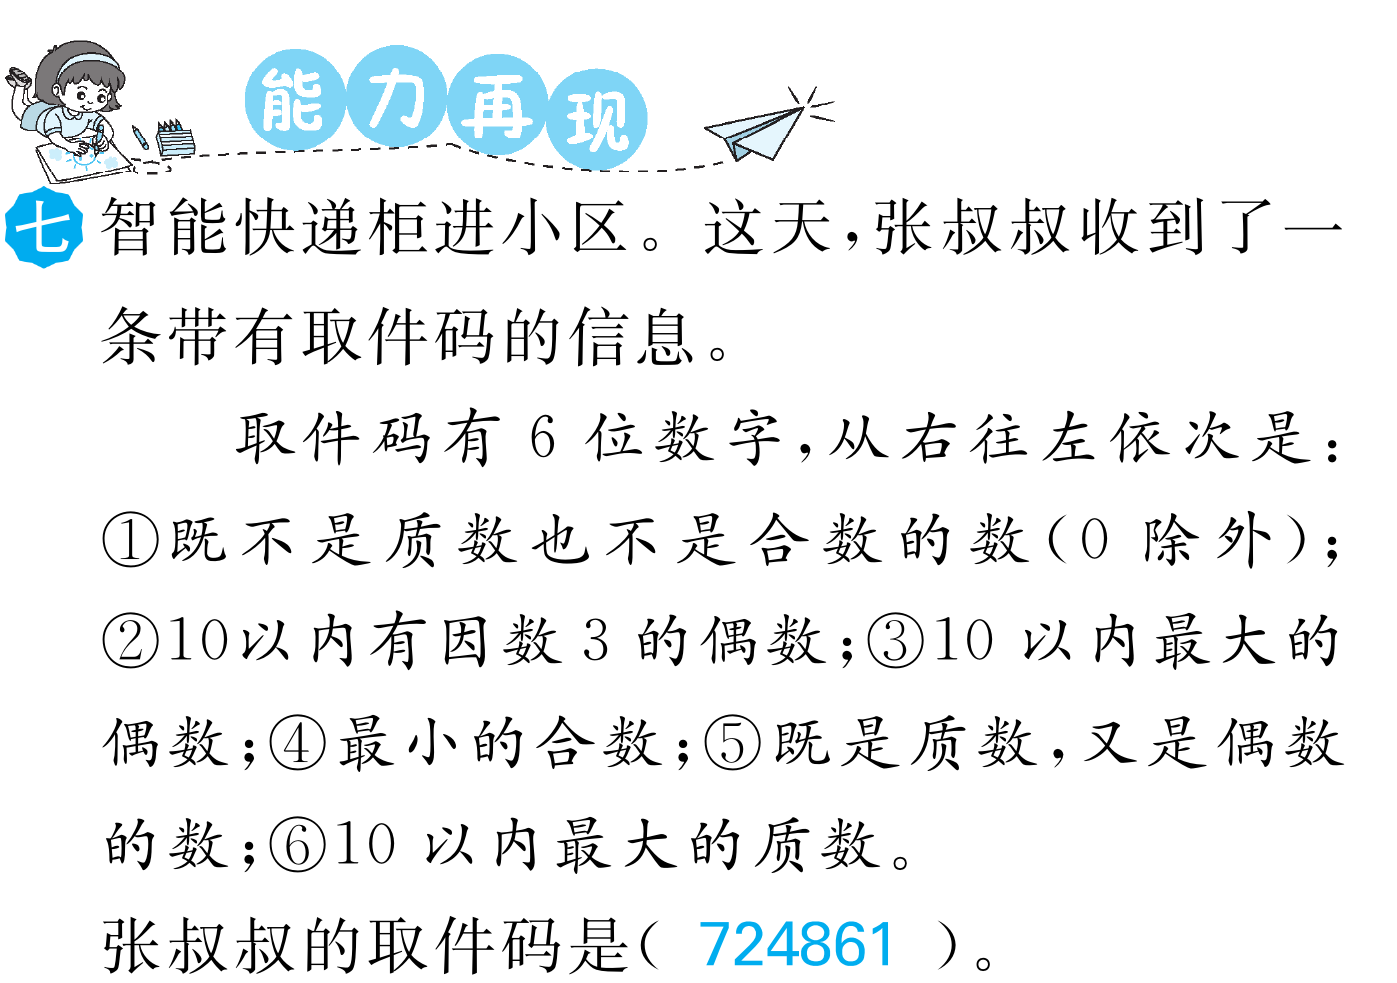 能力再现
七 智能快递柜进小区。这天,张叔叔收到了一
条带有取件码的信息。
取件码有 6 位数字,从右往左依次是:
①既不是质数也不是合数的数(0 除外);
②10以内有因数 3 的偶数;③10 以内最大的
偶数;④最小的合数;⑤既是质数,又是偶数
的数;⑥10 以内最大的质数。
张叔叔的取件码是( 724861 )。